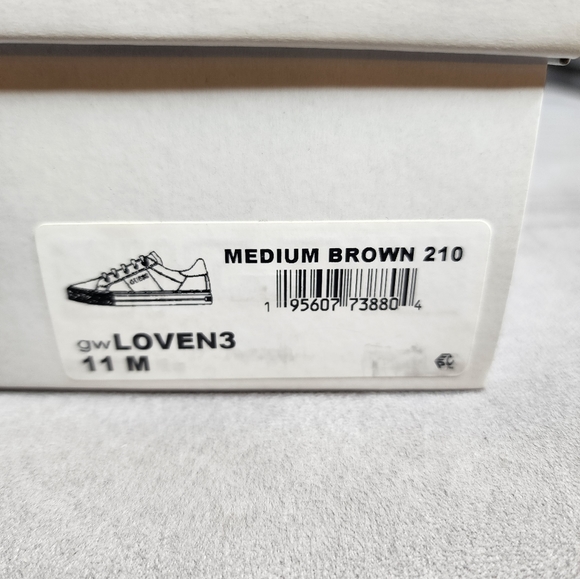 MEDIUM BROWN 210
1 95607 73880 4
gwLOVEN3
11 M